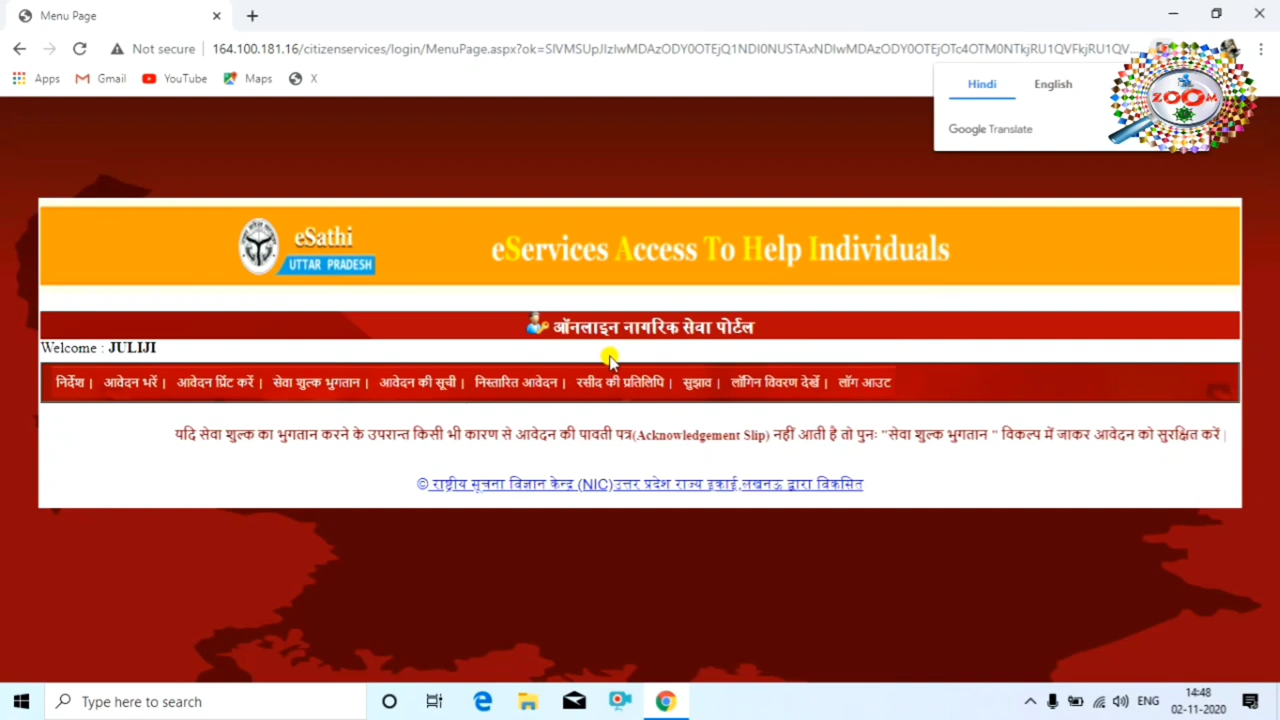 Menu Page
Not secure 164.100.181.16/citizenservices/login/MenuPage.aspx?ok=
Apps Gmail YouTube Maps X
Hindi English
Google Translate
ZOOM
eSathi
UTTAR PRADESH
eServices Access To Help Individuals
ऑनलाइन नागरिक सेवा पोर्टल
Welcome : JULIJI
निर्देश | आवेदन भरें | आवेदन प्रिंट करें | सेवा शुल्क भुगतान | आवेदन की सूची | निस्तारित आवेदन | रसीद की प्रतिलिपि | सुझाव | लॉगिन विवरण देखें | लॉग आउट
यदि सेवा शुल्क का भुगतान करने के उपरान्त किसी भी कारण से आवेदन की पावती पत्र(Acknowledgement Slip) नहीं आती है तो पुनः "सेवा शुल्क भुगतान " विकल्प में जाकर आवेदन को सुरक्षित करें |
© राष्ट्रीय सूचना विज्ञान केन्द्र (NIC)उत्तर प्रदेश राज्य इकाई,लखनऊ द्वारा विकसित
Type here to search
ENG
14:48
02-11-2020